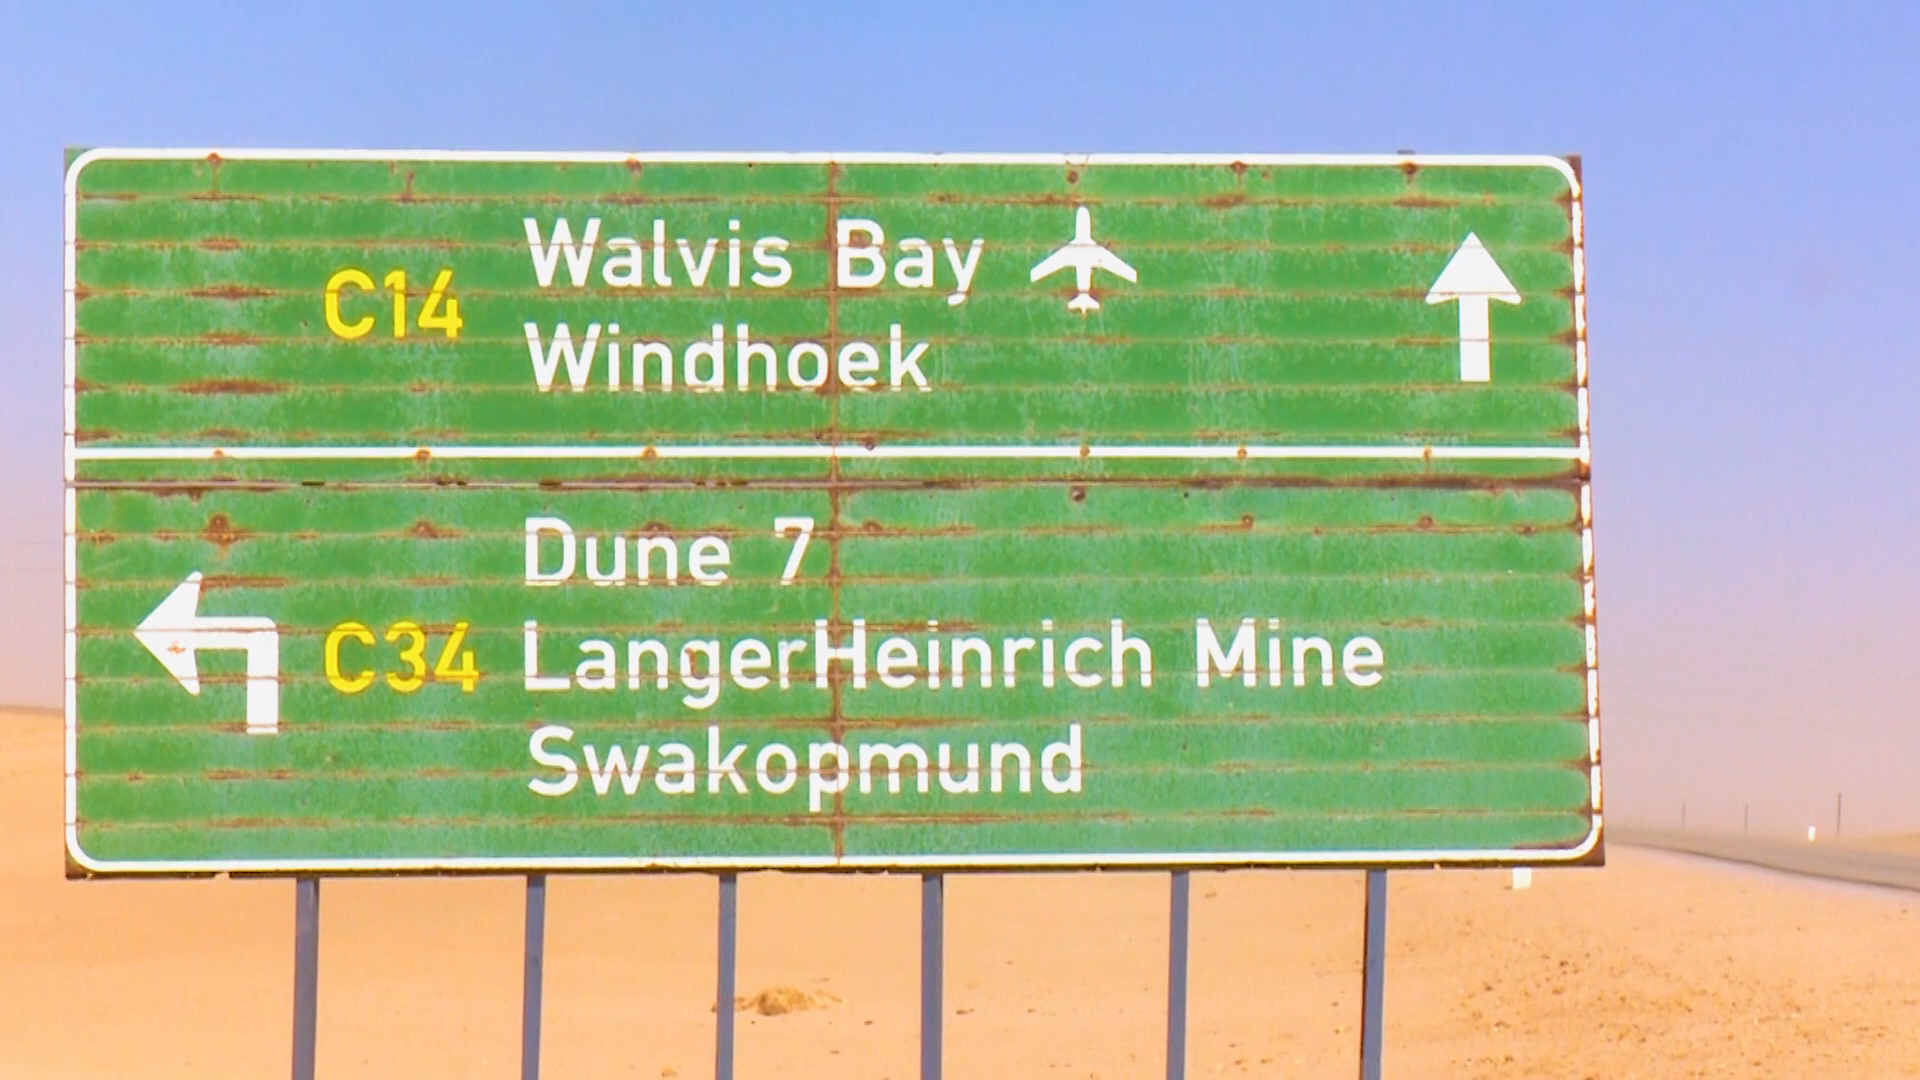 C14
Walvis Bay
Windhoek
C34
Dune 7
LangerHeinrich Mine
Swakopmund